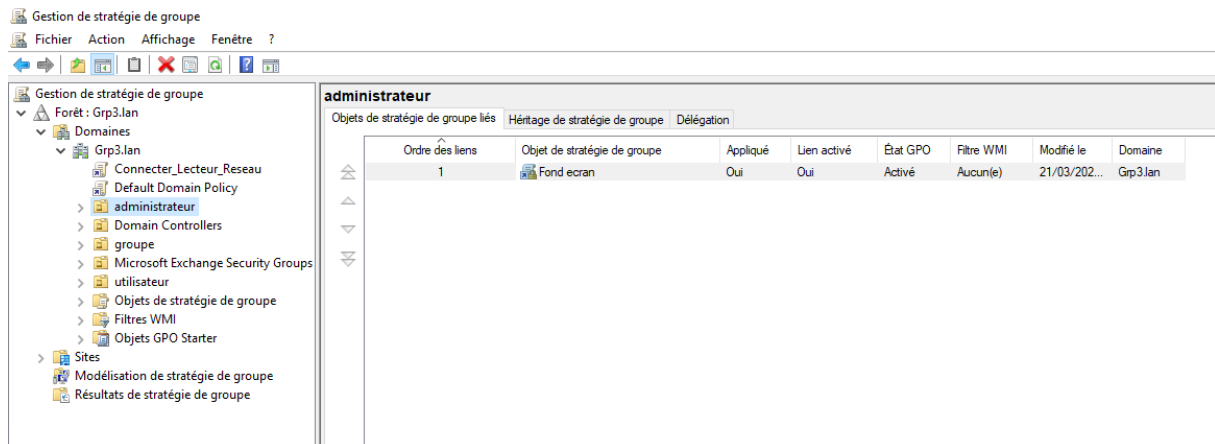 Gestion de stratégie de groupe
Fichier Action Affichage Fenêtre ?
Gestion de stratégie de groupe
Forêt : Grp3.lan
Domaines
Grp3.lan
Connecter_Lecteur_Reseau
Default Domain Policy
administrateur
Domain Controllers
groupe
Microsoft Exchange Security Groups
utilisateur
Objets de stratégie de groupe
Filtres WMI
Objets GPO Starter
Sites
Modélisation de stratégie de groupe
Résultats de stratégie de groupe
administrateur
Objets de stratégie de groupe liés Héritage de stratégie de groupe Délégation
Ordre des liens Objet de stratégie de groupe Appliqué Lien activé État GPO Filtre WMI Modifié le Domaine
1 Fond ecran Oui Oui Activé Aucun(e) 21/03/202... Grp3.lan